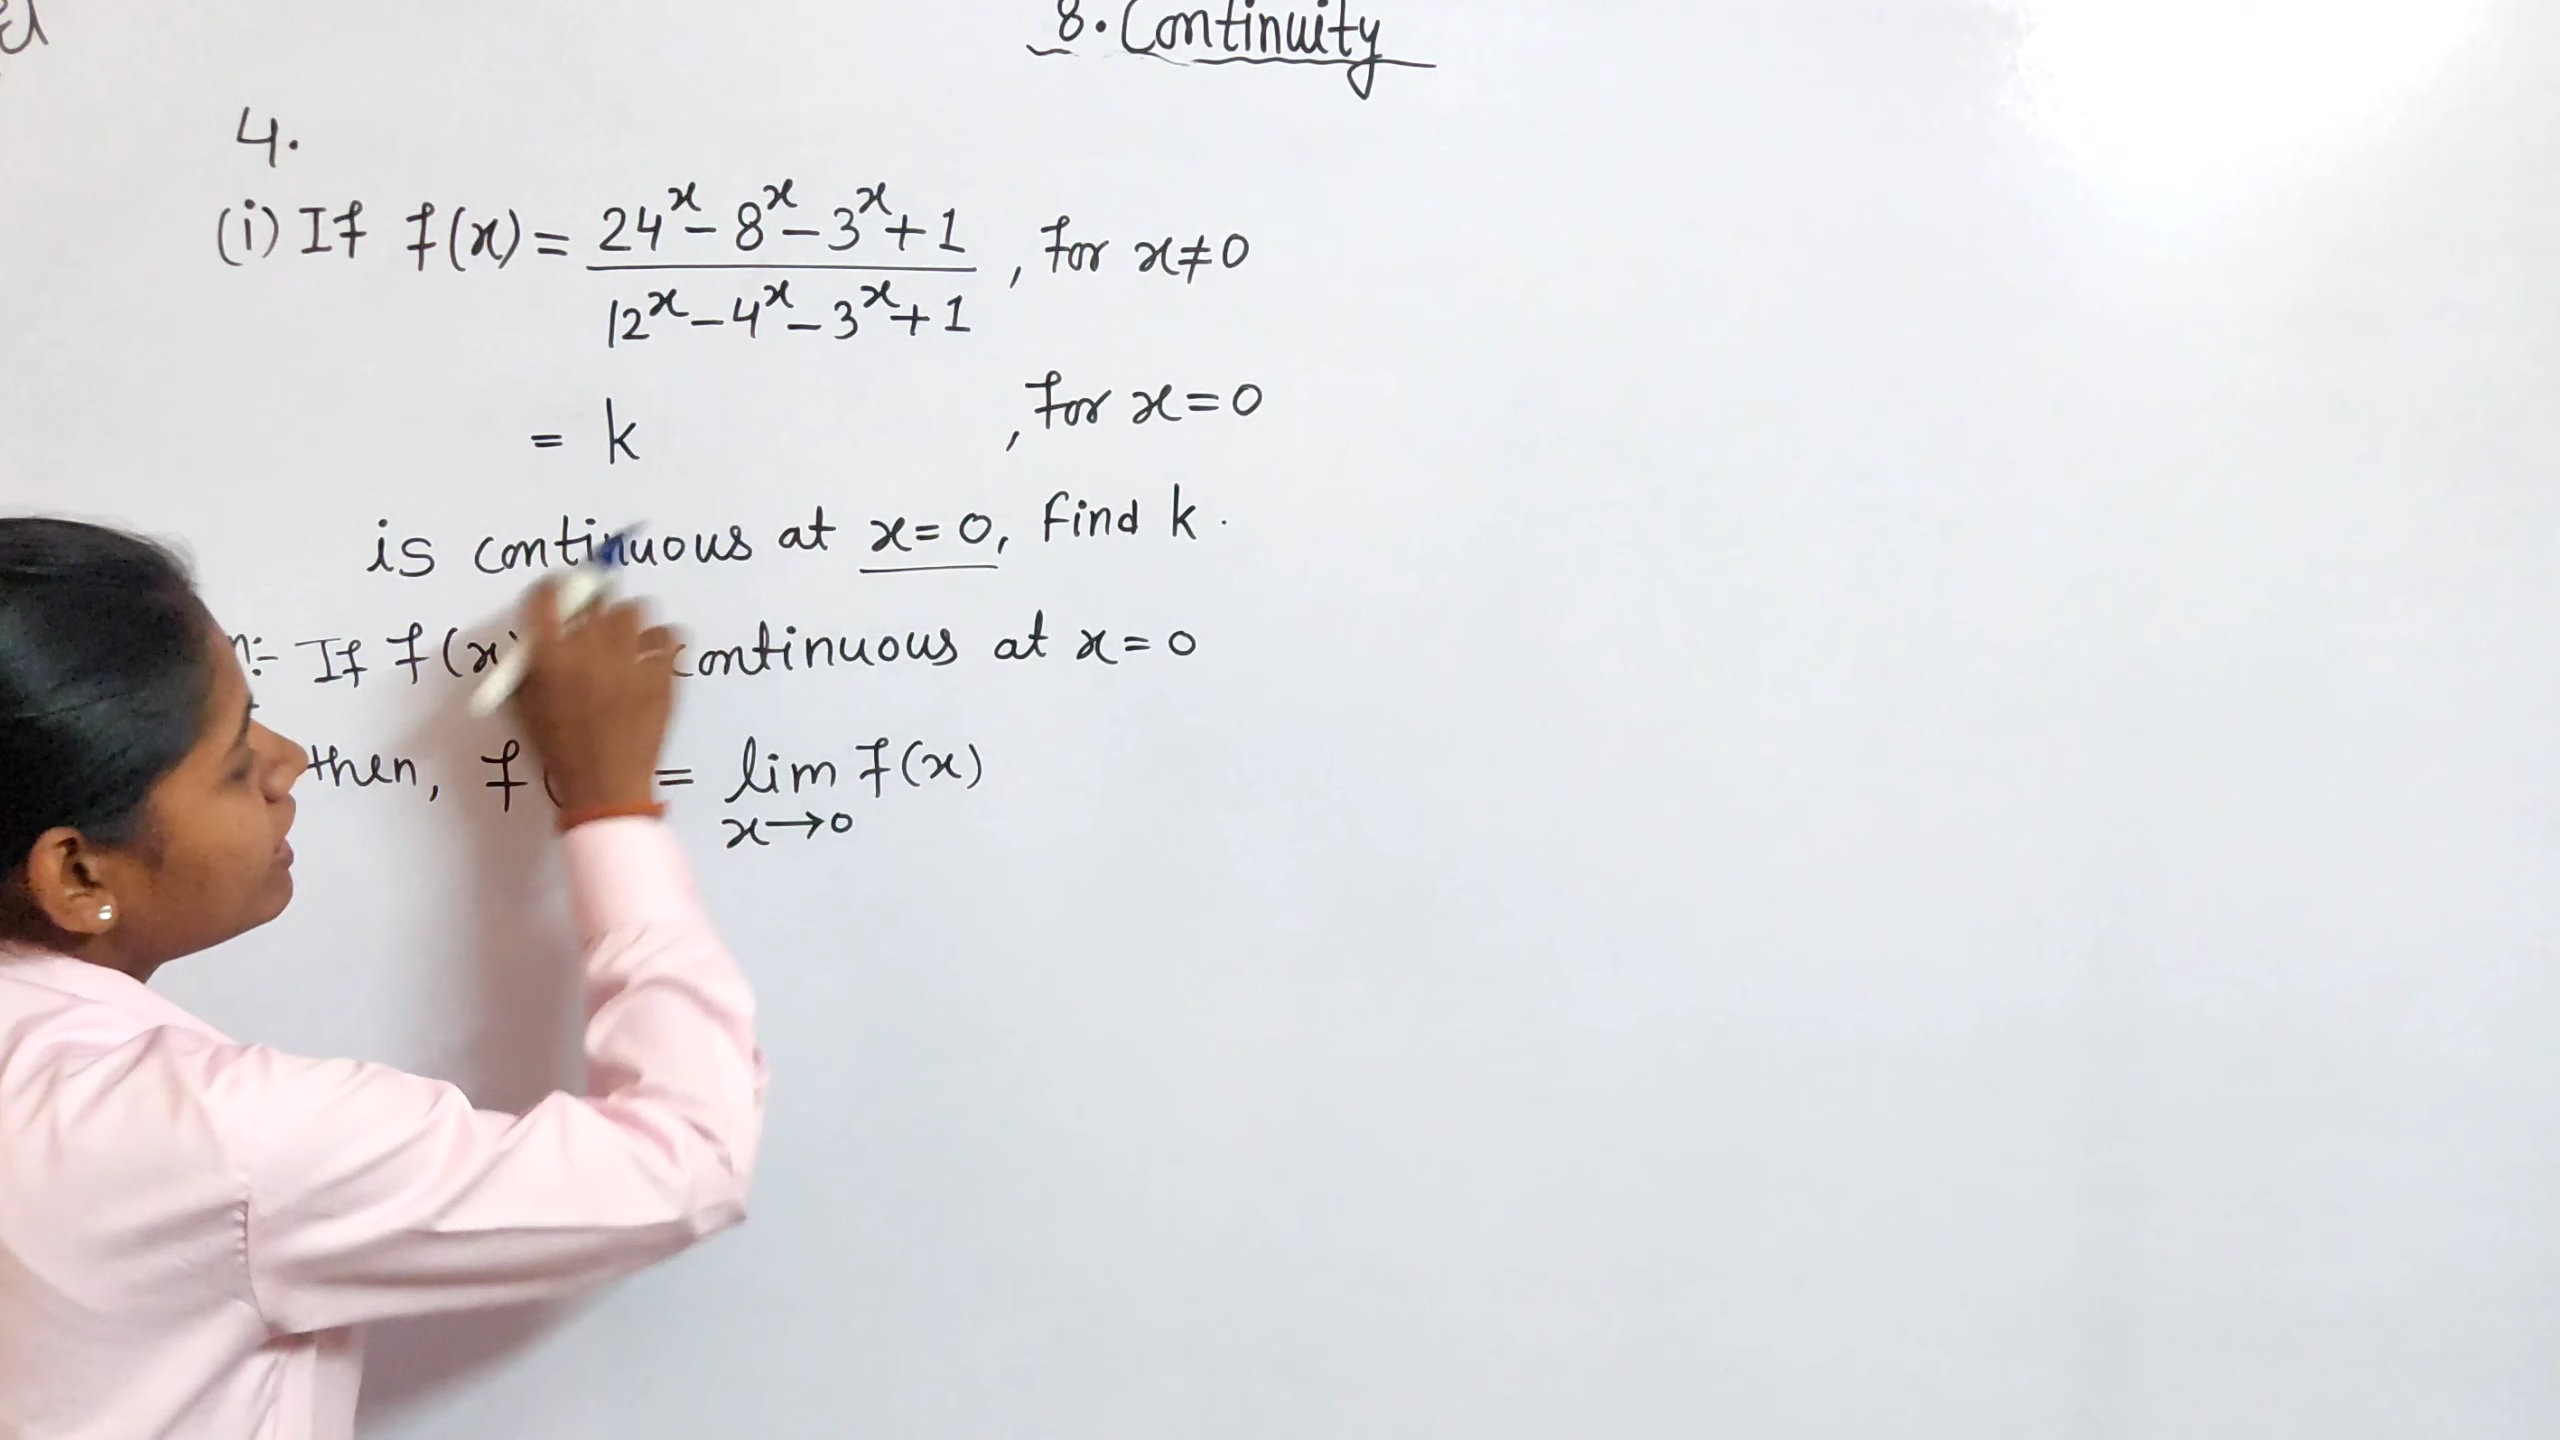 8. Continuity
4.
(i) If f(x) = 24^x - 8^x - 3^x + 1 / 12^x - 4^x - 3^x + 1 , for x ≠ 0
= k , for x = 0
is continuous at x = 0, find k.
If f(x) continuous at x = 0
then, f( = lim f(x)
x → 0